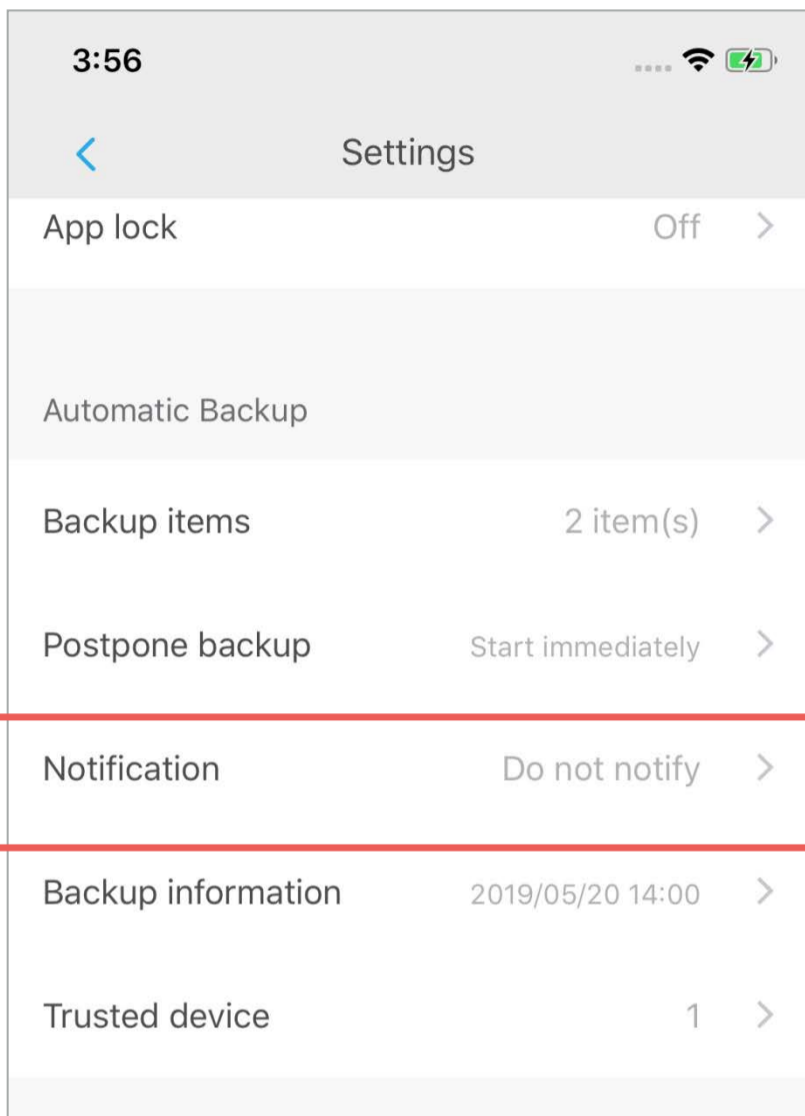 3:56
Settings
App lock Off
Automatic Backup
Backup items 2 item(s)
Postpone backup Start immediately
Notification Do not notify
Backup information 2019/05/20 14:00
Trusted device 1